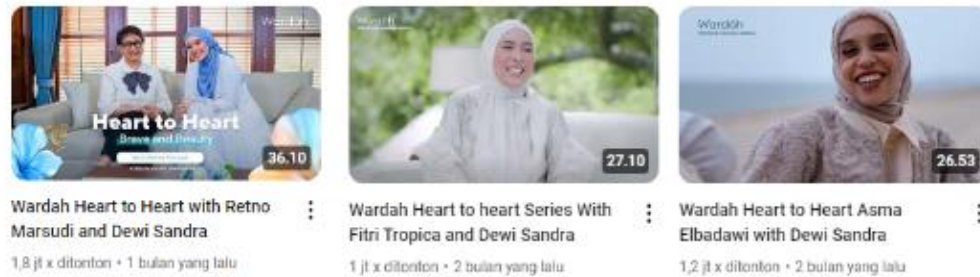 Wardah
Heart to Heart
Brave and Beauty
36.10
Wardah Heart to Heart with Retno
Marsudi and Dewi Sandra
1,8 jt x ditonton • 1 bulan yang lalu
Wardah
27.10
Wardah Heart to heart Series With
Fitri Tropica and Dewi Sandra
1 jt x ditonton • 2 bulan yang lalu
Wardah
26.53
Wardah Heart to Heart Asma
Elbadawi with Dewi Sandra
1,2 jt x ditonton • 2 bulan yang lalu